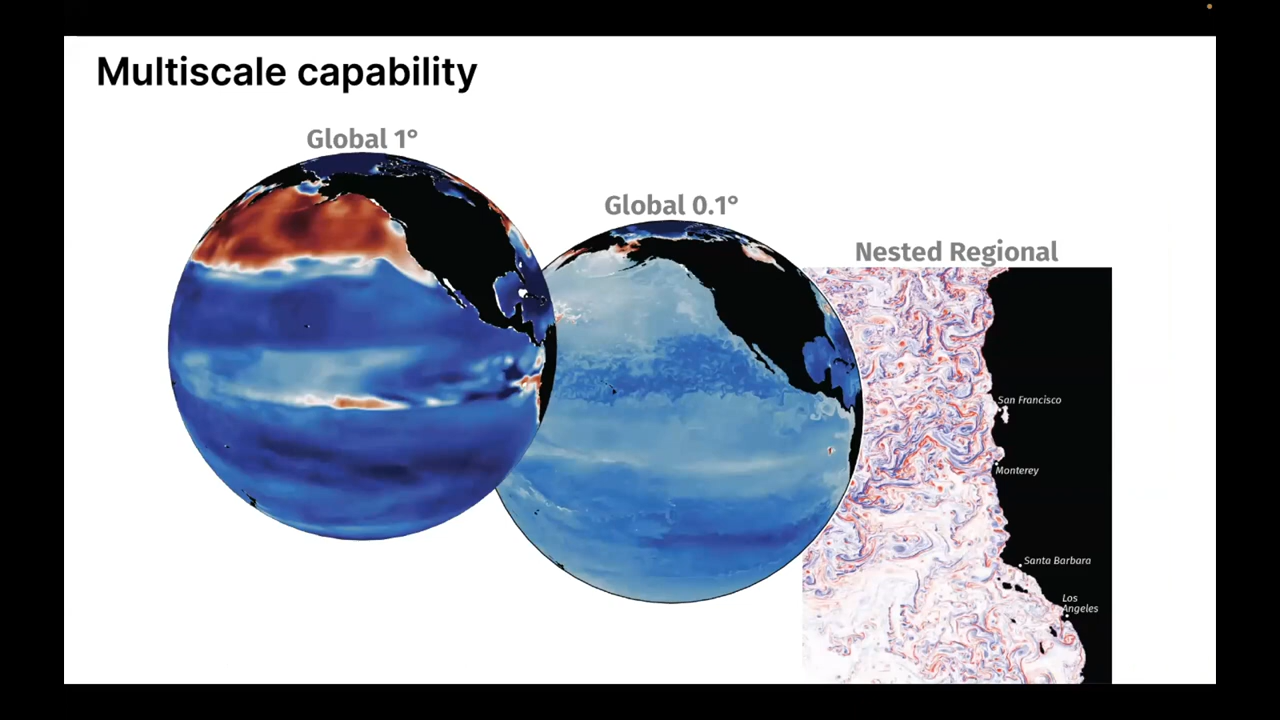 Multiscale capability
Global 1°
Global 0.1°
Nested Regional
San Francisco
Monterey
Santa Barbara
Los
Angeles